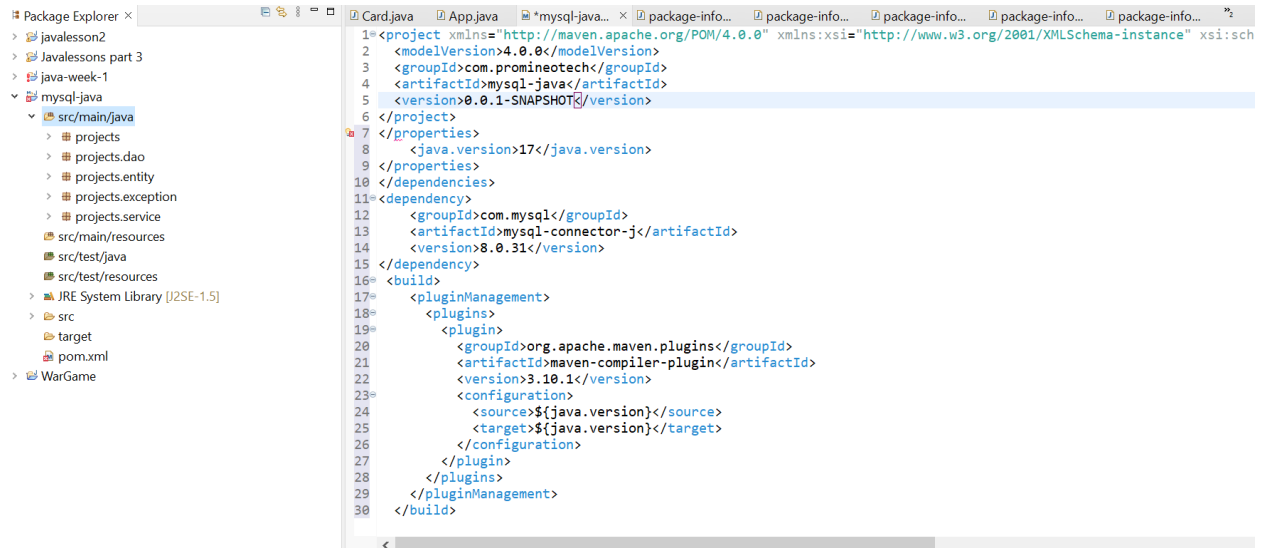 Package Explorer
javalesson2
Javalessons part 3
java-week-1
mysql-java
src/main/java
projects
projects.dao
projects.entity
projects.exception
projects.service
src/main/resources
src/test/java
src/test/resources
JRE System Library [J2SE-1.5]
src
target
pom.xml
WarGame
Card.java App.java *mysql-java... package-info... package-info... package-info... package-info... package-info... »2
1 <project xmlns="http://maven.apache.org/POM/4.0.0" xmlns:xsi="http://www.w3.org/2001/XMLSchema-instance" xsi:sch
2 <modelVersion>4.0.0</modelVersion>
3 <groupId>com.promineotech</groupId>
4 <artifactId>mysql-java</artifactId>
5 <version>0.0.1-SNAPSHOT</version>
6 </project>
7 </properties>
8 <java.version>17</java.version>
9 </properties>
10 </dependencies>
11 <dependency>
12 <groupId>com.mysql</groupId>
13 <artifactId>mysql-connector-j</artifactId>
14 <version>8.0.31</version>
15 </dependency>
16 <build>
17 <pluginManagement>
18 <plugins>
19 <plugin>
20 <groupId>org.apache.maven.plugins</groupId>
21 <artifactId>maven-compiler-plugin</artifactId>
22 <version>3.10.1</version>
23 <configuration>
24 <source>${java.version}</source>
25 <target>${java.version}</target>
26 </configuration>
27 </plugin>
28 </plugins>
29 </pluginManagement>
30 </build>